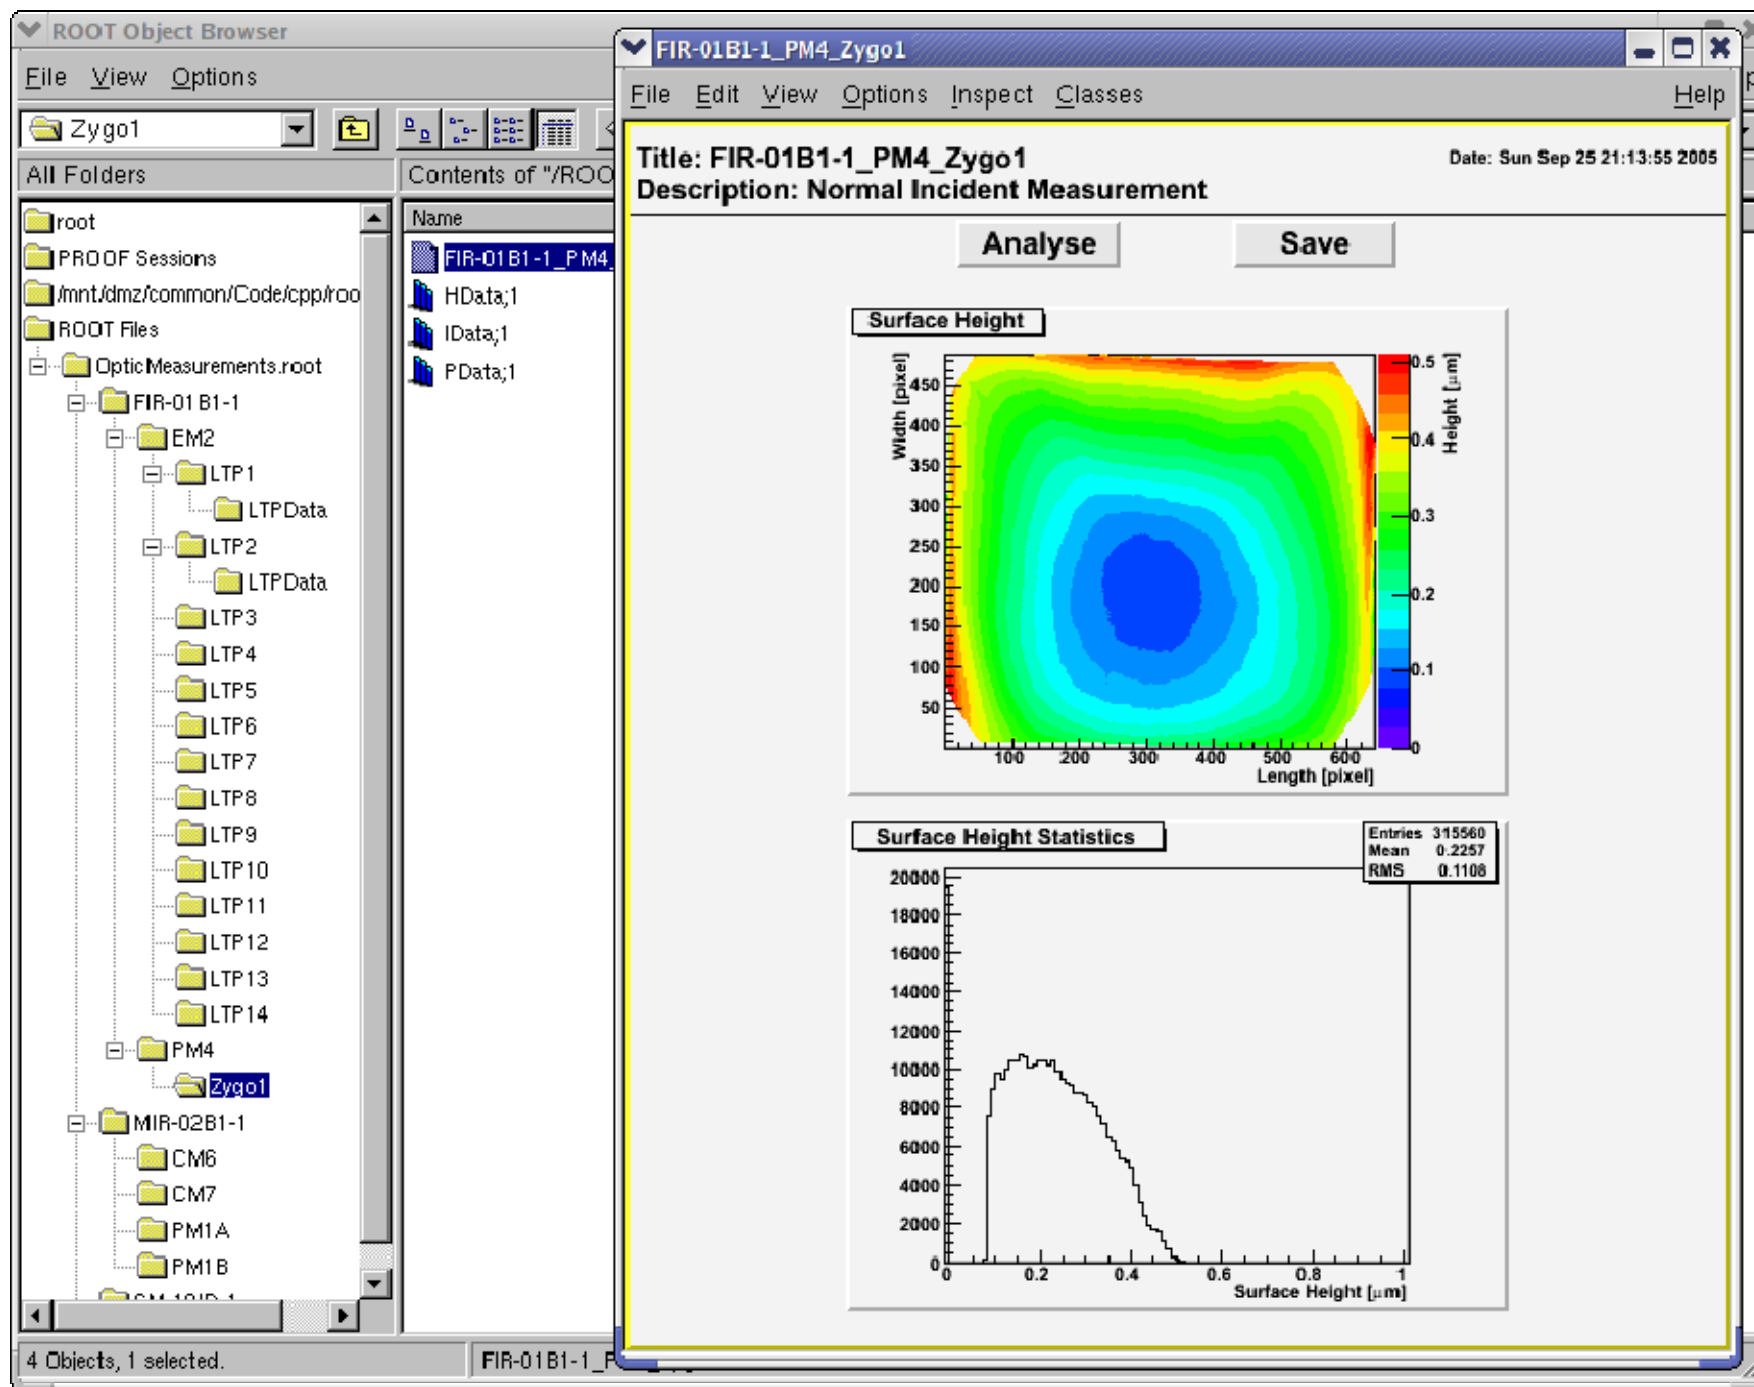 ROOT Object Browser
File View Options
Zygo1
All Folders
Contents of "/ROO
root
PROOF Sessions
/mnt/dmz/common/Code/cpp/roo
ROOT Files
OpticMeasurements.root
FIR-01B1-1
EM2
LTP1
LTPData
LTP2
LTPData
LTP3
LTP4
LTP5
LTP6
LTP7
LTP8
LTP9
LTP10
LTP11
LTP12
LTP13
LTP14
PM4
Zygo1
MIR-02B1-1
CM6
CM7
PM1A
PM1B
Name
FIR-01B1-1_PM4_
HData;1
IData;1
PData;1
4 Objects, 1 selected.
FIR-01B1-1_P
FIR-01B1-1_PM4_Zygo1
File Edit View Options Inspect Classes Help
Title: FIR-01B1-1_PM4_Zygo1
Date: Sun Sep 25 21:13:55 2005
Description: Normal Incident Measurement
Analyse Save
Surface Height
Width [pixel]
450
400
350
300
250
200
150
100
50
100 200 300 400 500 600
Length [pixel]
0.5
0.4
0.3
0.2
0.1
0
Height [μm]
Surface Height Statistics
Entries 315560
Mean 0.2257
RMS 0.1108
20000
18000
16000
14000
12000
10000
8000
6000
4000
2000
0
0 0.2 0.4 0.6 0.8 1
Surface Height [μm]